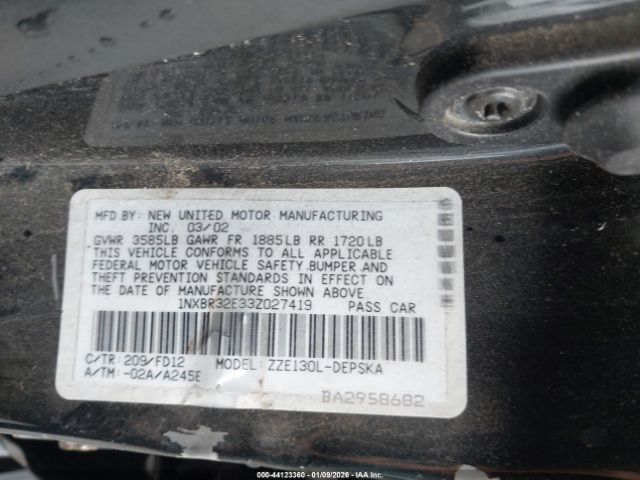 MFD BY: NEW UNITED MOTOR MANUFACTURING
INC. 03/02
GVWR 3585LB GAWR FR 1885LB RR 1720LB
THIS VEHICLE CONFORMS TO ALL APPLICABLE
FEDERAL MOTOR VEHICLE SAFETY, BUMPER AND
THEFT PREVENTION STANDARDS IN EFFECT ON
THE DATE OF MANUFACTURE SHOWN ABOVE
1NXBR32E33Z027419 PASS CAR
C/TR: 209/FD12 MODEL: ZZE130L-DEPSKA
A/TM: -02A/A245E
BA2958682
000-44123360 - 01/09/2026 - IAA Inc.